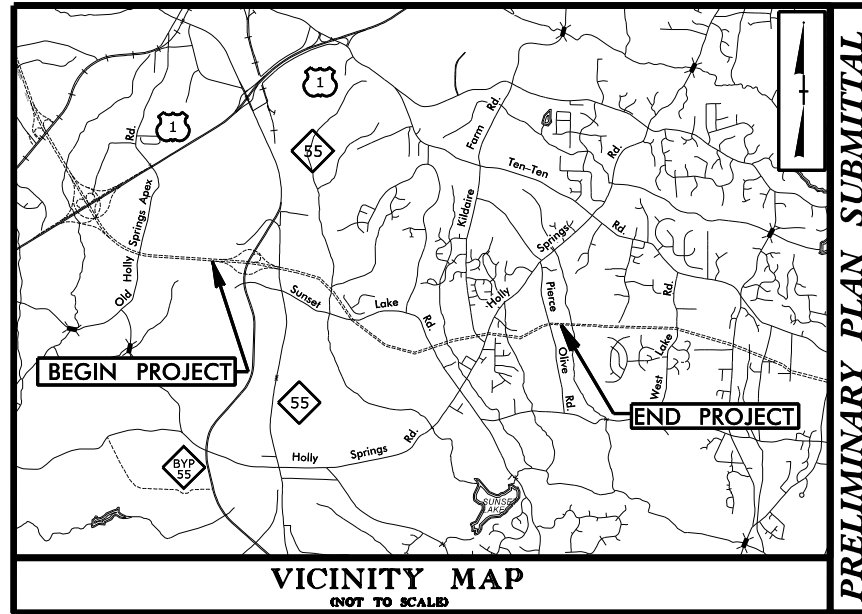 1
1
55
Rd.
Farm
Rd.
Ten-Ten
Rd.
Kildaire
Old Holly Springs Apex
Springs
Rd.
Sunset
Lake
Rd.
Holly
Pierce
Olive
Rd.
Rd.
West Lake
BEGIN PROJECT
END PROJECT
55
BYP
55
Holly Springs Rd.
SUNSE
LAKE
VICINITY MAP
(NOT TO SCALE)
PRELIMINARY PLAN SUBMITTAL